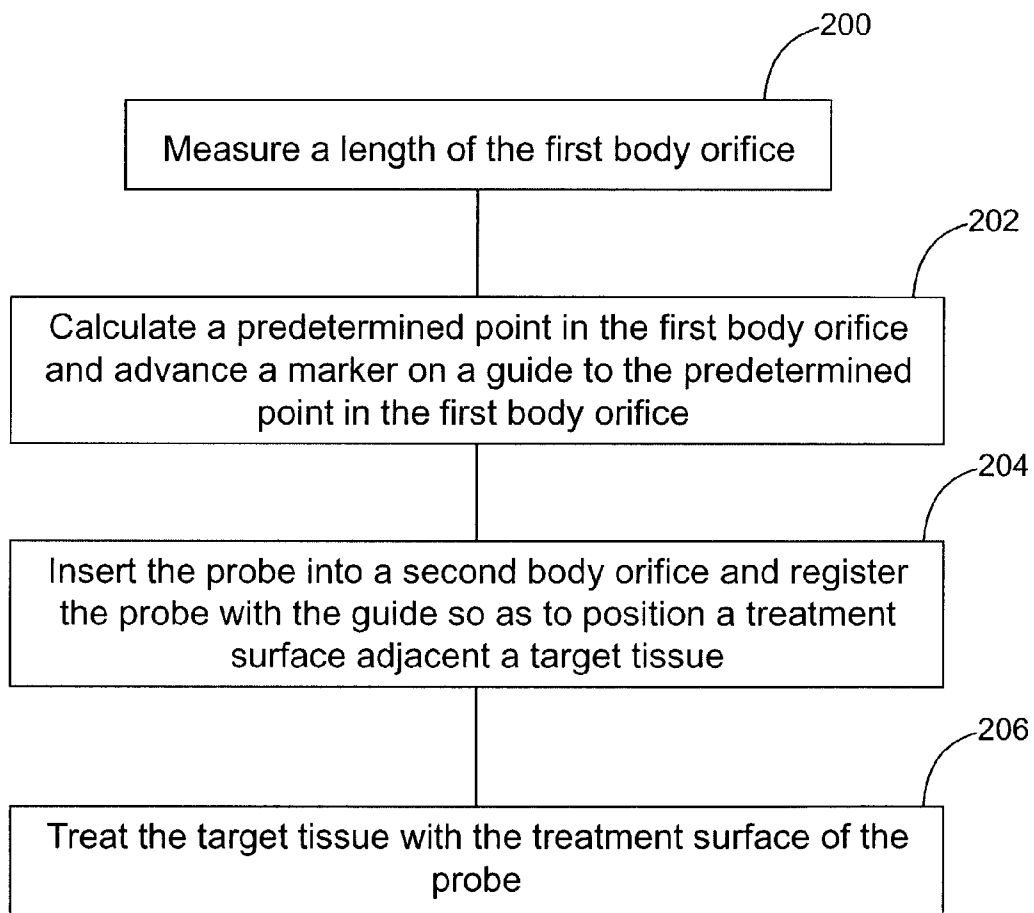 200
Measure a length of the first body orifice
202
Calculate a predetermined point in the first body orifice
and advance a marker on a guide to the predetermined
point in the first body orifice
204
Insert the probe into a second body orifice and register
the probe with the guide so as to position a treatment
surface adjacent a target tissue
206
Treat the target tissue with the treatment surface of the
probe